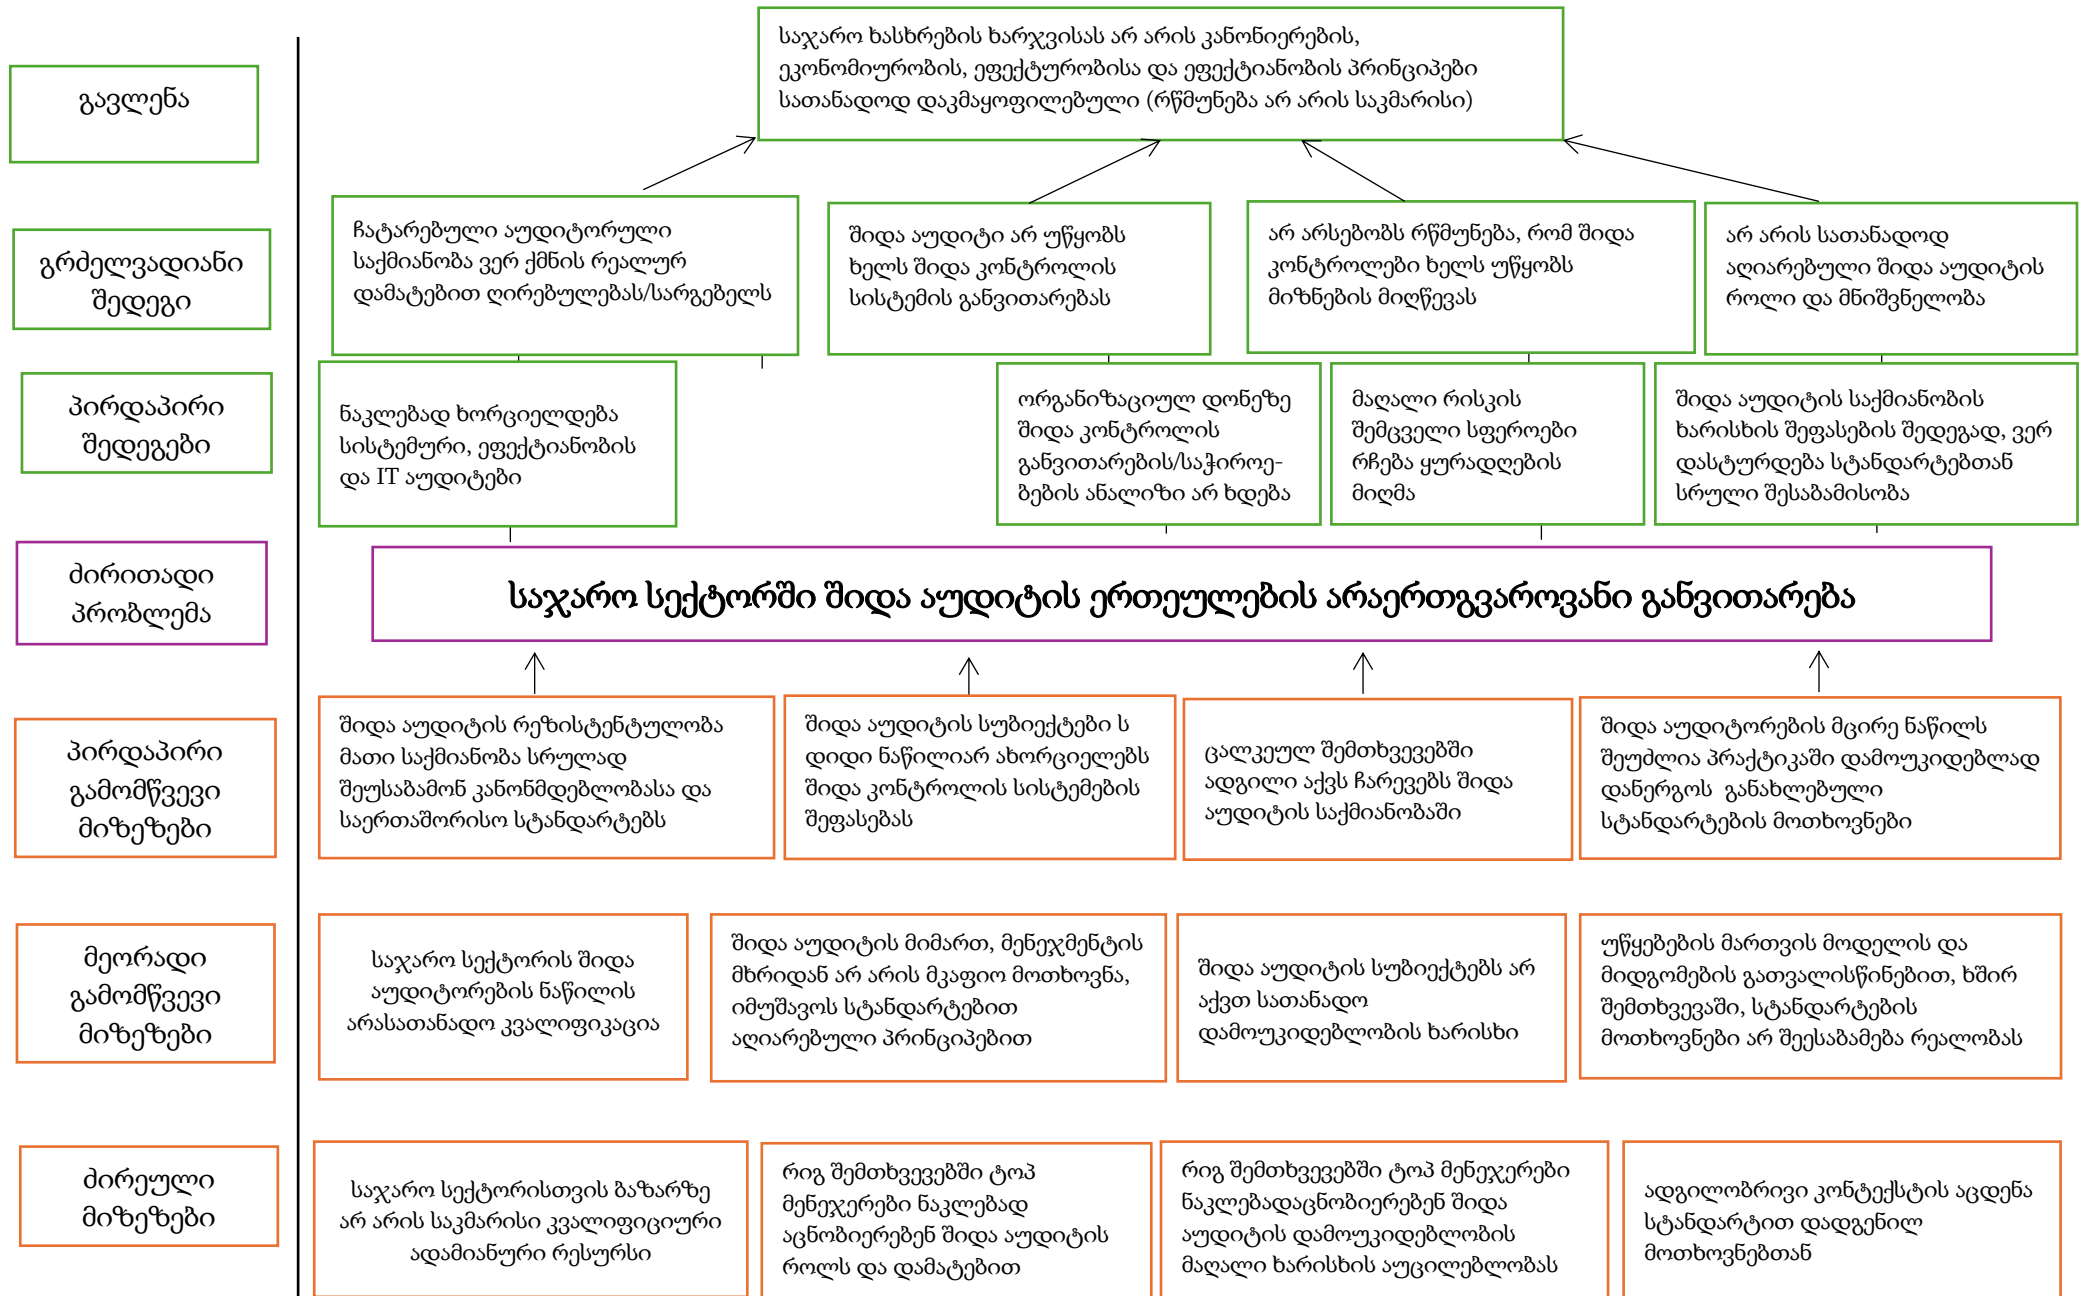 საჯარო ხასხრების ხარჯვისას არ არის კანონიერების,
ეკონომიურობის, ეფექტურობისა და ეფექტიანობის პრინციპები
სათანადოდ დაკმაყოფილებული (რწმუნება არ არის საკმარისი)
გავლენა
ჩატარებული აუდიტორული
საქმიანობა ვერ ქმნის რეალურ
დამატებით ღირებულებას/სარგებელს
შიდა აუდიტი არ უწყობს
ხელს შიდა კონტროლის
სისტემის განვითარებას
არ არსებობს რწმუნება, რომ შიდა
კონტროლები ხელს უწყობს
მიზნების მიღწევას
არ არის სათანადოდ
აღიარებული შიდა აუდიტის
როლი და მნიშვნელობა
გრძელვადიანი
შედეგი
პირდაპირი
შედეგები
ნაკლებად ხორციელდება
სისტემური, ეფექტიანობის
და IT აუდიტები
ორგანიზაციულ დონეზე
შიდა კონტროლის
განვითარების/საჭიროე-
ბების ანალიზი არ ხდება
მაღალი რისკის
შემცველი სფეროები
რჩება ყურადღების
მიღმა
შიდა აუდიტის საქმიანობის
ხარისხის შეფასების შედეგად, ვერ
დასტურდება სტანდარტებთან
სრული შესაბამისობა
ძირითადი
პრობლემა
საჯარო სექტორში შიდა აუდიტის ერთეულების არაერთგვაროვანი განვითარება
პირდაპირი
გამომწვევი
მიზეზები
შიდა აუდიტის რეზისტენტულობა
მათი საქმიანობა სრულად
შეუსაბამონ კანონმდებლობასა და
საერთაშორისო სტანდარტებს
შიდა აუდიტის სუბიექტები ს
დიდი ნაწილიარ ახორციელებს
შიდა კონტროლის სისტემების
შეფასებას
ცალკეულ შემთხვევებში
ადგილი აქვს ჩარევებს შიდა
აუდიტის საქმიანობაში
შიდა აუდიტორების მცირე ნაწილს
შეუძლია პრაქტიკაში დამოუკიდებლად
დანერგოს განახლებული
სტანდარტების მოთხოვნები
მეორადი
გამომწვევი
მიზეზები
საჯარო სექტორის შიდა
აუდიტორების ნაწილის
არასათანადო კვალიფიკაცია
შიდა აუდიტის მიმართ, მენეჯმენტის
მხრიდან არ არის მკაფიო მოთხოვნა,
იმუშავოს სტანდარტებით
აღიარებული პრინციპებით
შიდა აუდიტის სუბიექტებს არ
აქვთ სათანადო
დამოუკიდებლობის ხარისხი
უწყებების მართვის მოდელის და
მიდგომების გათვალისწინებით, ხშირ
შემთხვევაში, სტანდარტების
მოთხოვნები არ შეესაბამება რეალობას
ძირეული
მიზეზები
საჯარო სექტორისთვის ბაზარზე
არ არის საკმარისი კვალიფიციური
ადამიანური რესურსი
რიგ შემთხვევებში ტოპ
მენეჯერები ნაკლებად
აცნობიერებენ შიდა აუდიტის
როლს და დამატებით
რიგ შემთხვევებში ტოპ მენეჯერები
ნაკლებადაცნობიერებენ შიდა
აუდიტის დამოუკიდებლობის
მაღალი ხარისხის აუცილებლობას
ადგილობრივი კონტექსტის აცდენა
სტანდარტით დადგენილ
მოთხოვნებთან